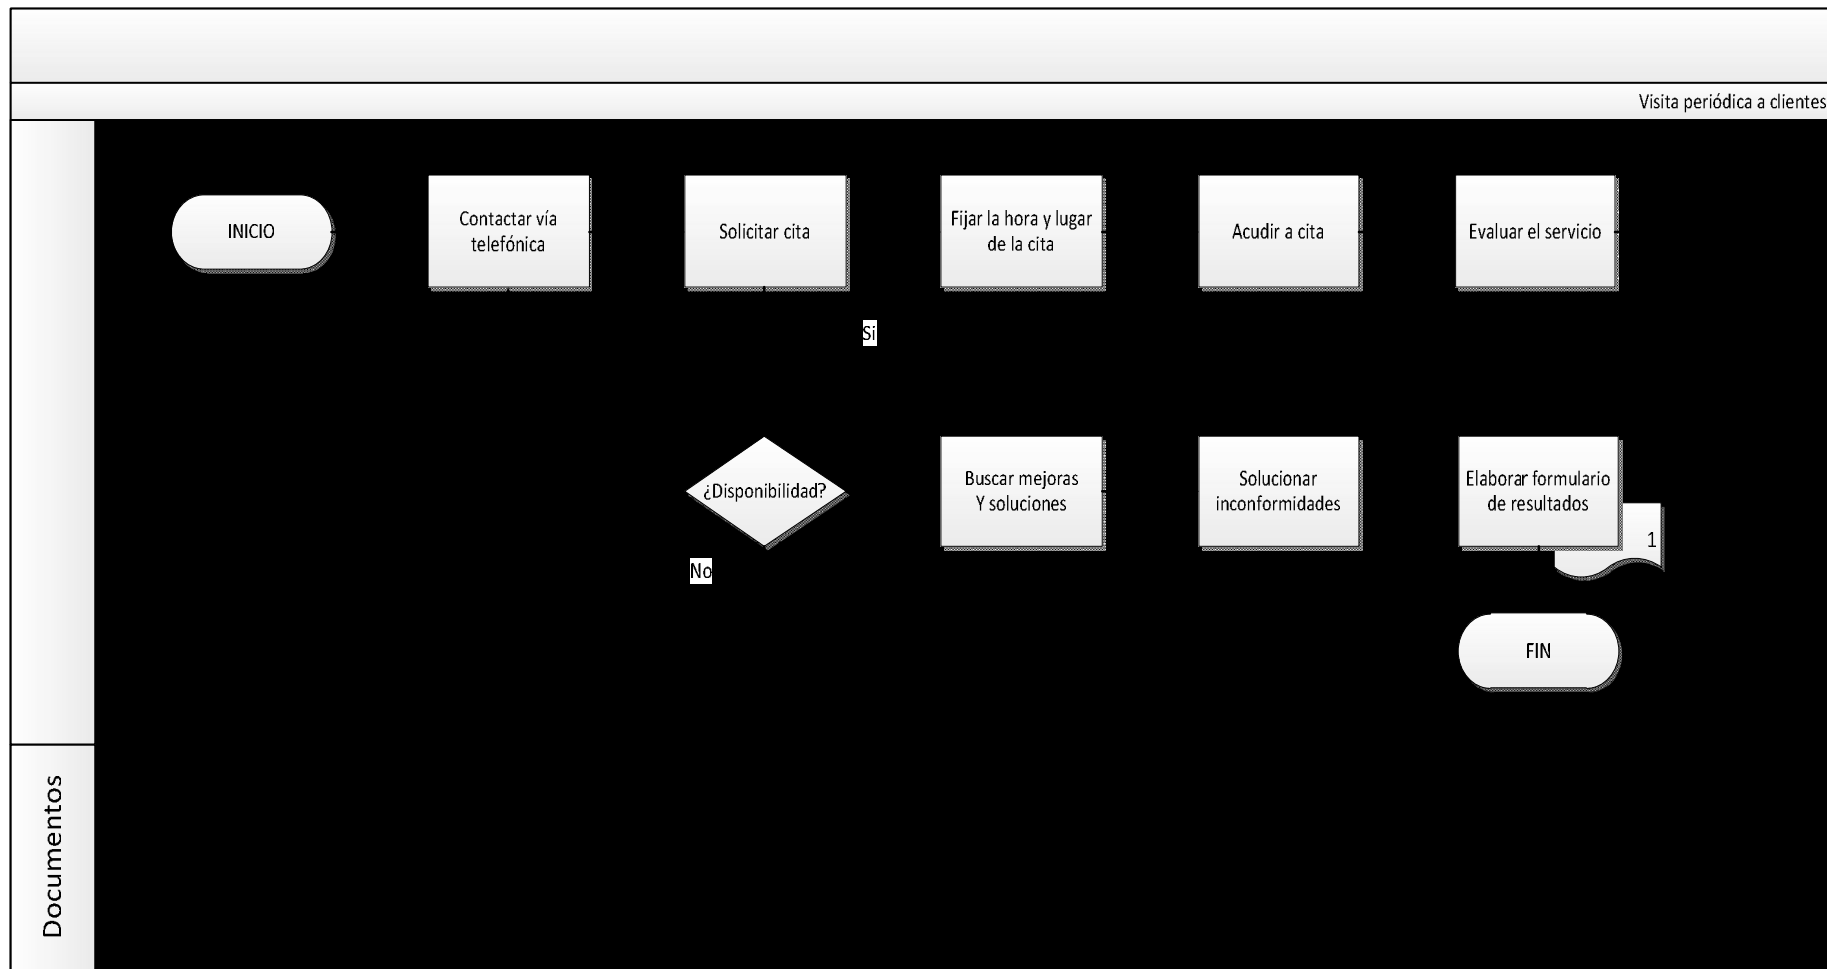 Visita periódica a clientes
INICIO
Contactar vía
telefónica
Solicitar cita
Fijar la hora y lugar
de la cita
Acudir a cita
Evaluar el servicio
Si
¿Disponibilidad?
Buscar mejoras
Y soluciones
Solucionar
inconformidades
Elaborar formulario
de resultados
1
No
FIN
Documentos